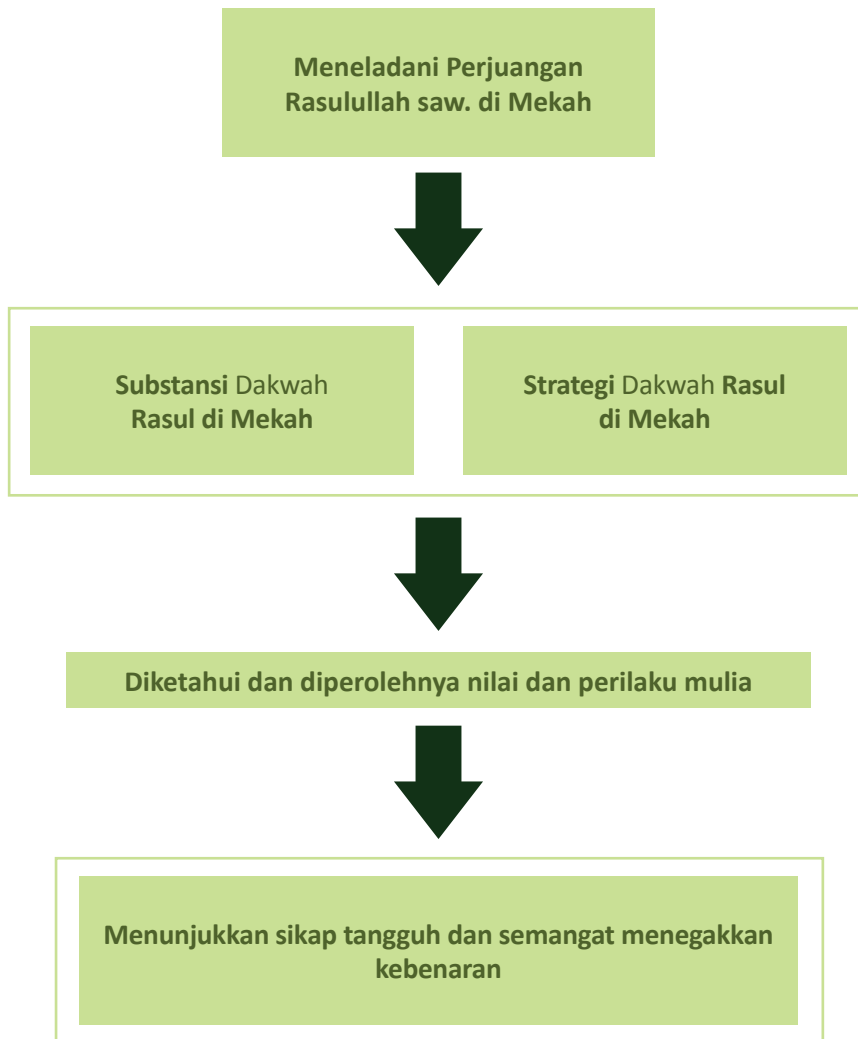 Meneladani Perjuangan
Rasulullah saw. di Mekah
Substansi Dakwah
Rasul di Mekah
Strategi Dakwah Rasul
di Mekah
Diketahui dan diperolehnya nilai dan perilaku mulia
Menunjukkan sikap tangguh dan semangat menegakkan
kebenaran